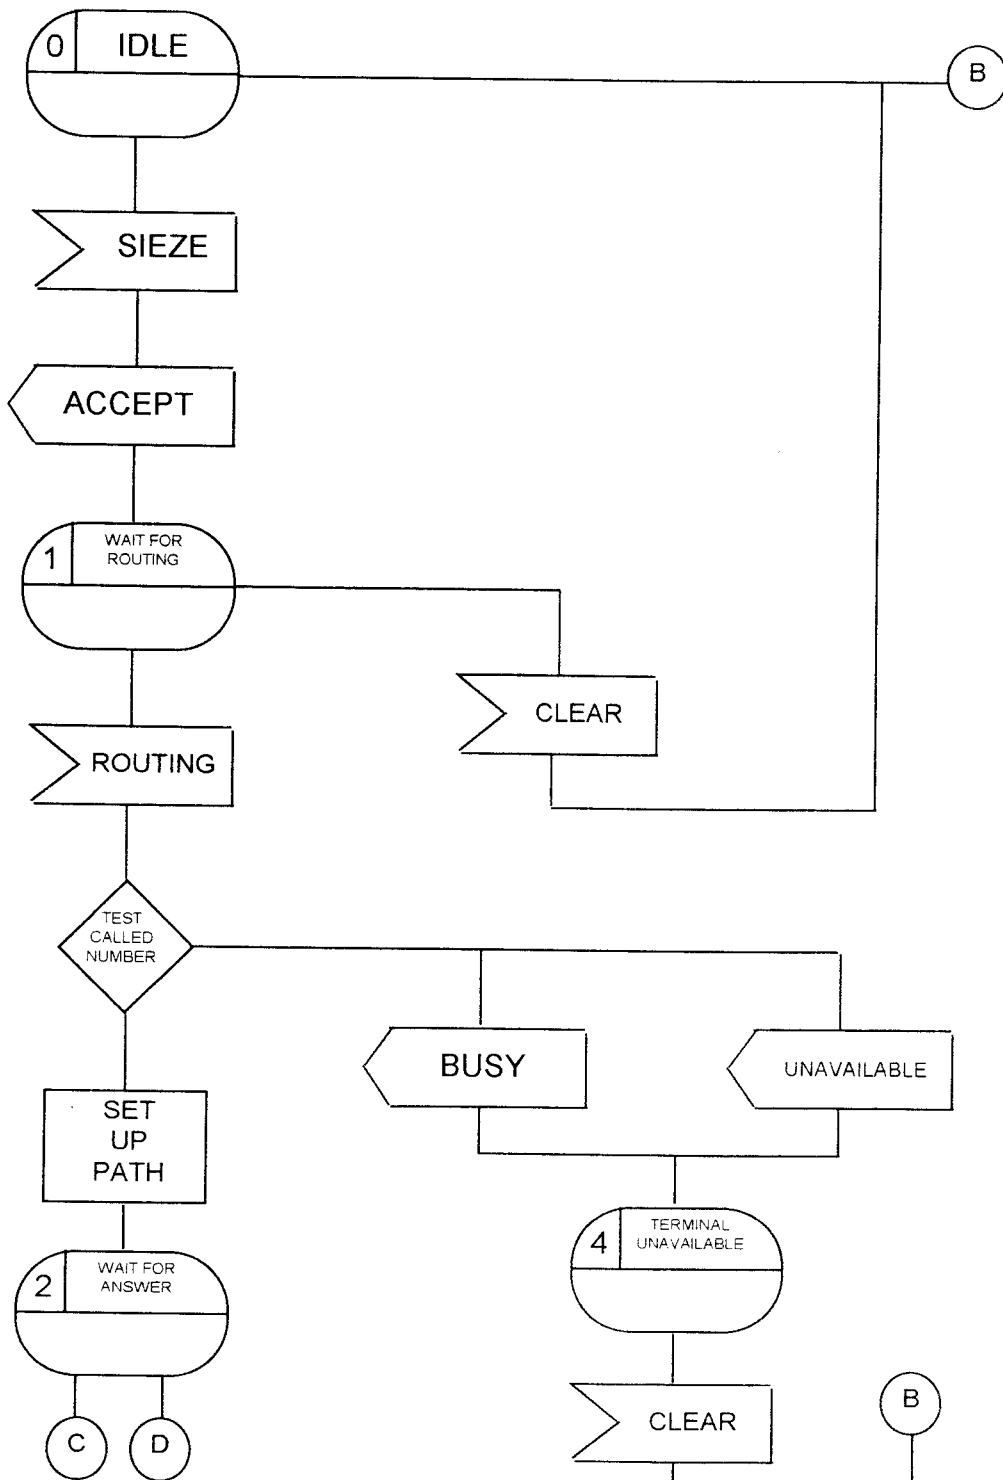 0 IDLE
B
SIEZE
ACCEPT
1 WAIT FOR
ROUTING
CLEAR
ROUTING
TEST
CALLED
NUMBER
BUSY
UNAVAILABLE
SET
UP
PATH
4 TERMINAL
UNAVAILABLE
2 WAIT FOR
ANSWER
CLEAR
B
C D